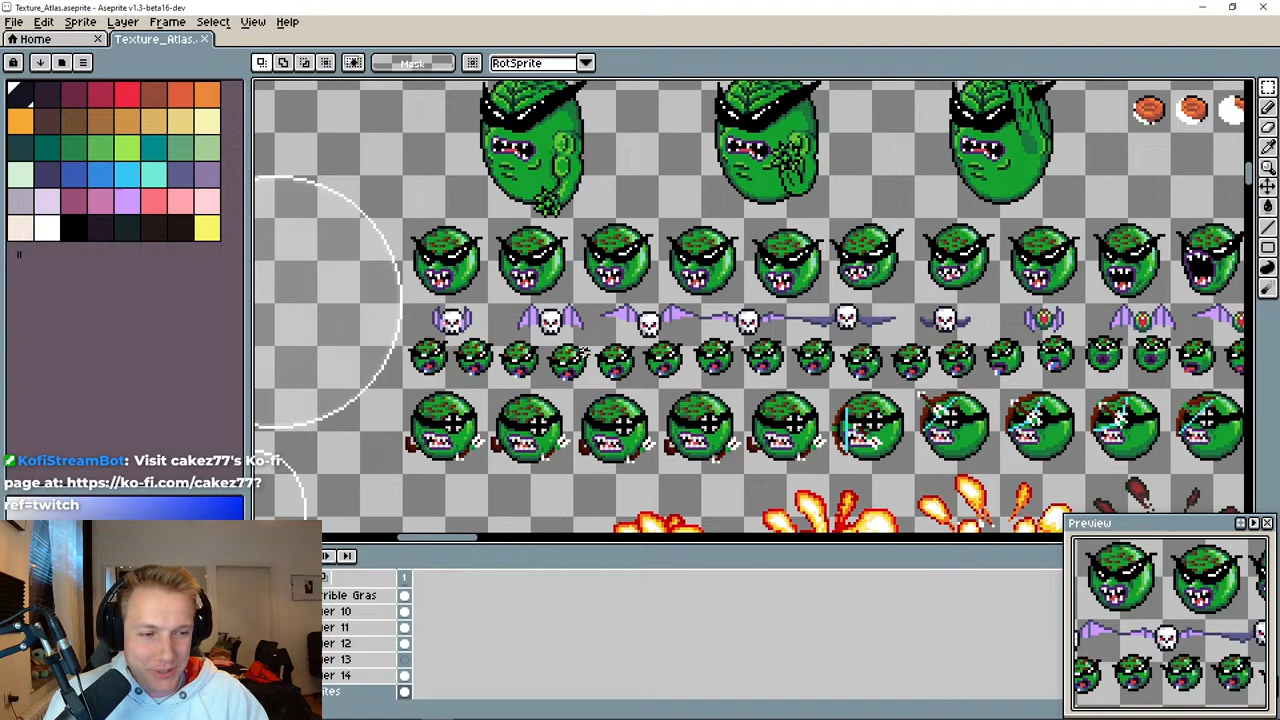 Texture_Atlas.aseprite - Aseprite v1.3-beta16-dev
File Edit Sprite Layer Frame Select View Help
Home Texture_Atlas.
Mask RotSprite
KofiStreamBot: Visit cakez77's Ko-fi
page at: https://ko-fi.com/cakez77?
ref=twitch
Preview
1
rrible Gras
er 10
er 11
er 12
er 13
er 14
ites